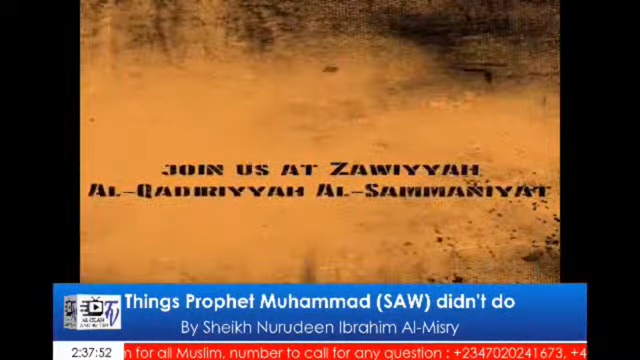 Join us at Zawiyyah
Al-Qadiriyyah Al-Sammaniyat
Things Prophet Muhammad (SAW) didn't do
By Sheikh Nurudeen Ibrahim Al-Misry
2:37:52
n for all Muslim, number to call for any question : +2347020241673, +4